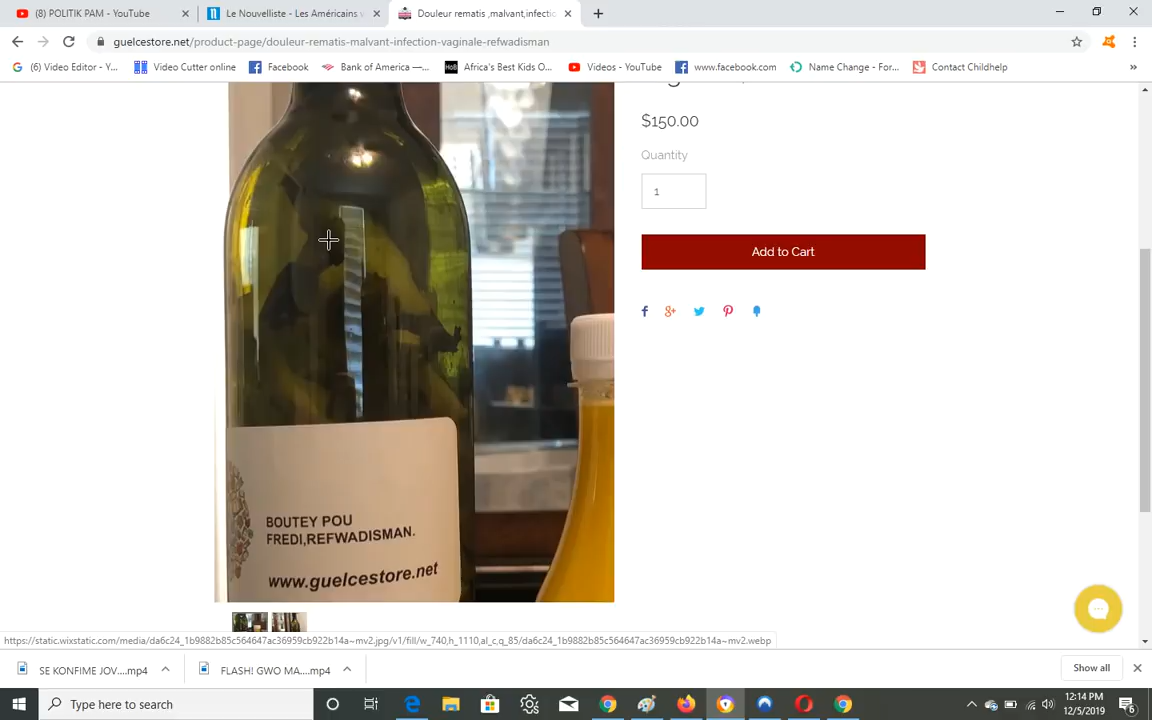 (8) POLITIK PAM - YouTube
Le Nouvelliste - Les Américains v
Douleur rematis ,malvant,infectio
guelcestore.net/product-page/douleur-rematis-malvant-infection-vaginale-refwadisman
(6) Video Editor - Y...
Video Cutter online
Facebook
Bank of America —...
HoB
Africa's Best Kids O...
Videos - YouTube
www.facebook.com
Name Change - For...
Contact Childhelp
»
$150.00
Quantity
1
Add to Cart
BOUTEY POU
FREDI,REFWADISMAN.
www.guelcestore.net
https://static.wixstatic.com/media/da6c24_1b9882b85c564647ac36959cb922b14a~mv2.jpg/v1/fill/w_740,h_1110,al_c,q_85/da6c24_1b9882b85c564647ac36959cb922b14a~mv2.webp
SE KONFIME JOV....mp4
FLASH! GWO MA....mp4
Show all
Type here to search
12:14 PM
12/5/2019
6